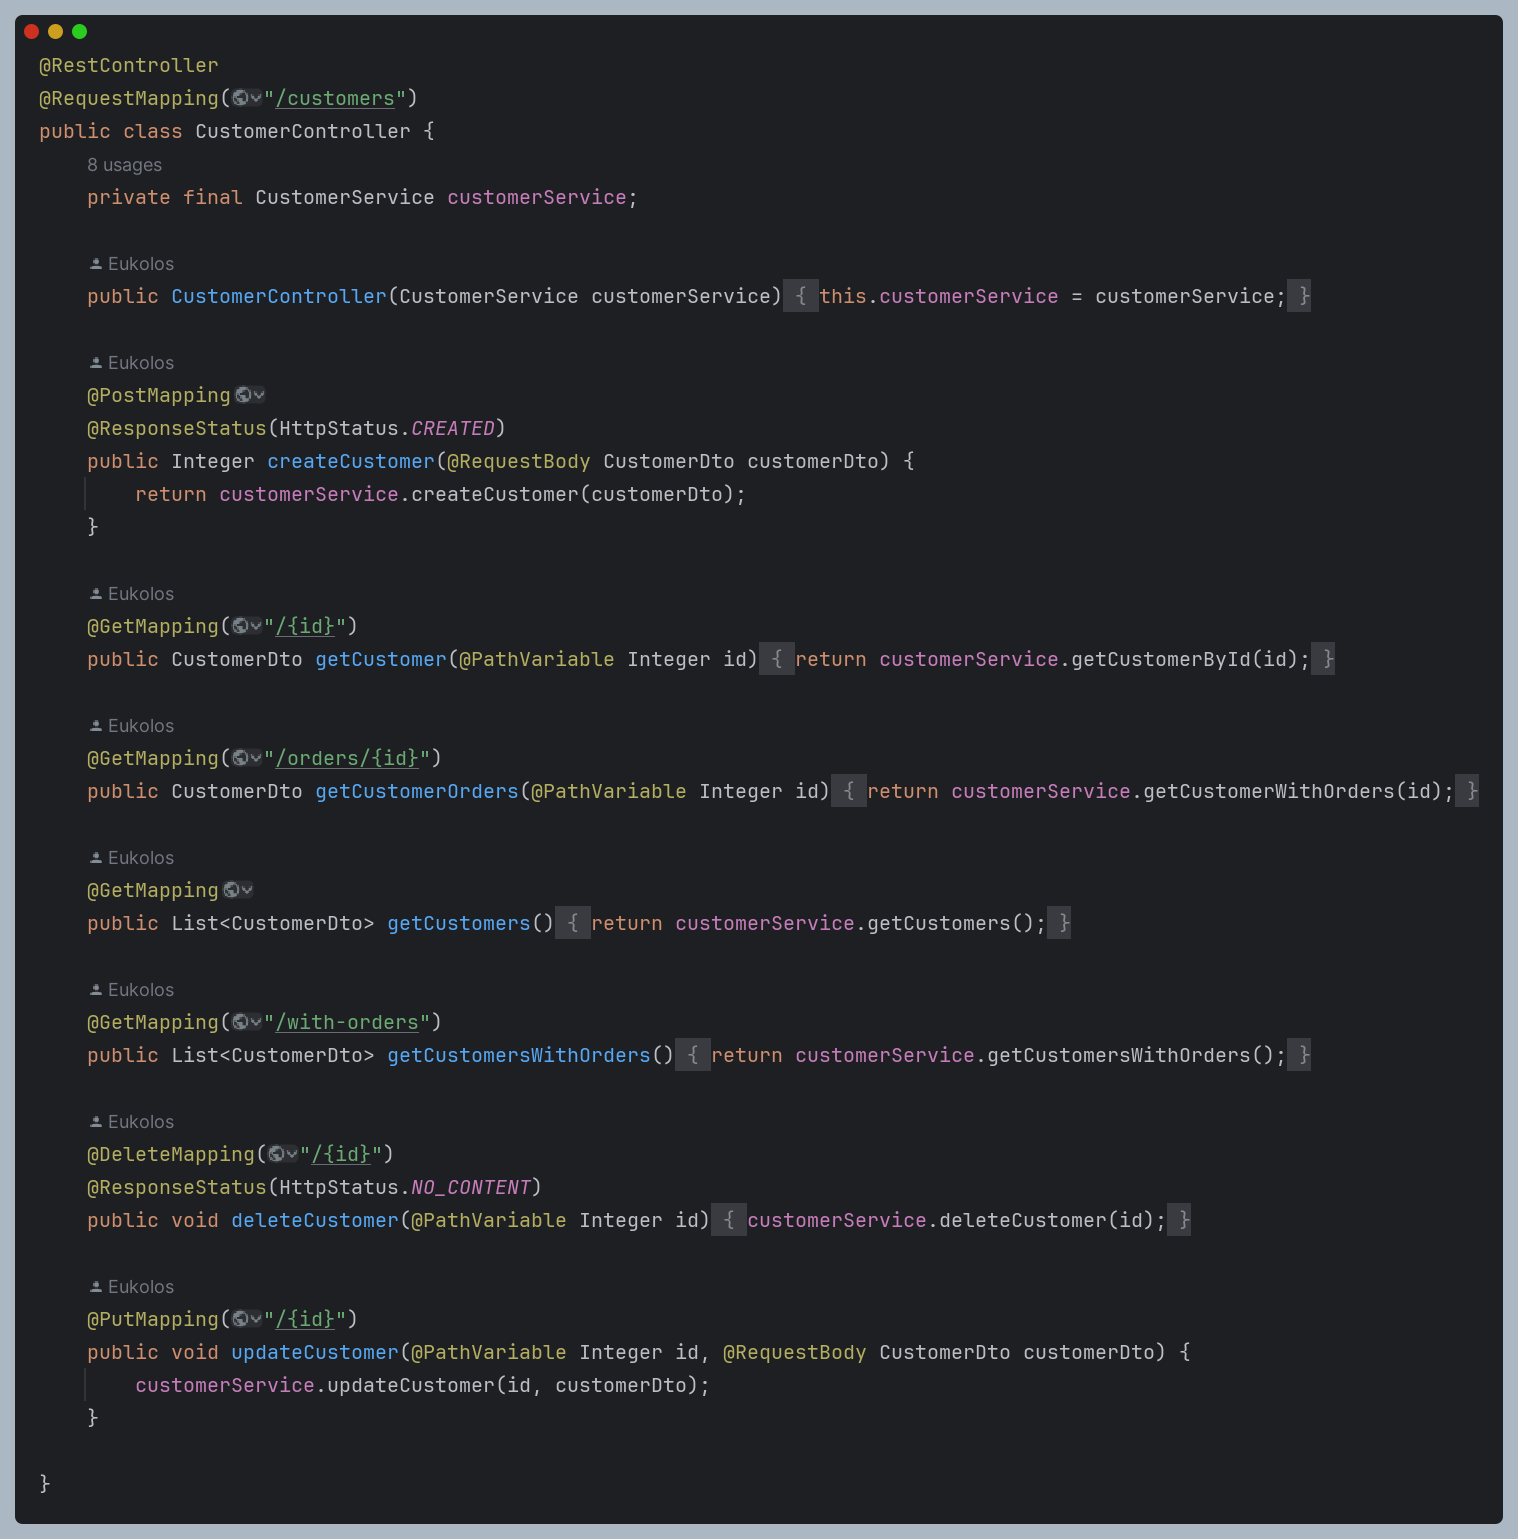 @RestController
@RequestMapping("/customers")
public class CustomerController {
8 usages
private final CustomerService customerService;
Eukolos
public CustomerController(CustomerService customerService) { this.customerService = customerService; }
Eukolos
@PostMapping
@ResponseStatus(HttpStatus.CREATED)
public Integer createCustomer(@RequestBody CustomerDto customerDto) {
return customerService.createCustomer(customerDto);
}
Eukolos
@GetMapping("/{id}")
public CustomerDto getCustomer(@PathVariable Integer id) { return customerService.getCustomerById(id); }
Eukolos
@GetMapping("/orders/{id}")
public CustomerDto getCustomerOrders(@PathVariable Integer id) { return customerService.getCustomerWithOrders(id); }
Eukolos
@GetMapping
public List<CustomerDto> getCustomers() { return customerService.getCustomers(); }
Eukolos
@GetMapping("/with-orders")
public List<CustomerDto> getCustomersWithOrders() { return customerService.getCustomersWithOrders(); }
Eukolos
@DeleteMapping("/{id}")
@ResponseStatus(HttpStatus.NO_CONTENT)
public void deleteCustomer(@PathVariable Integer id) { customerService.deleteCustomer(id); }
Eukolos
@PutMapping("/{id}")
public void updateCustomer(@PathVariable Integer id, @RequestBody CustomerDto customerDto) {
customerService.updateCustomer(id, customerDto);
}
}